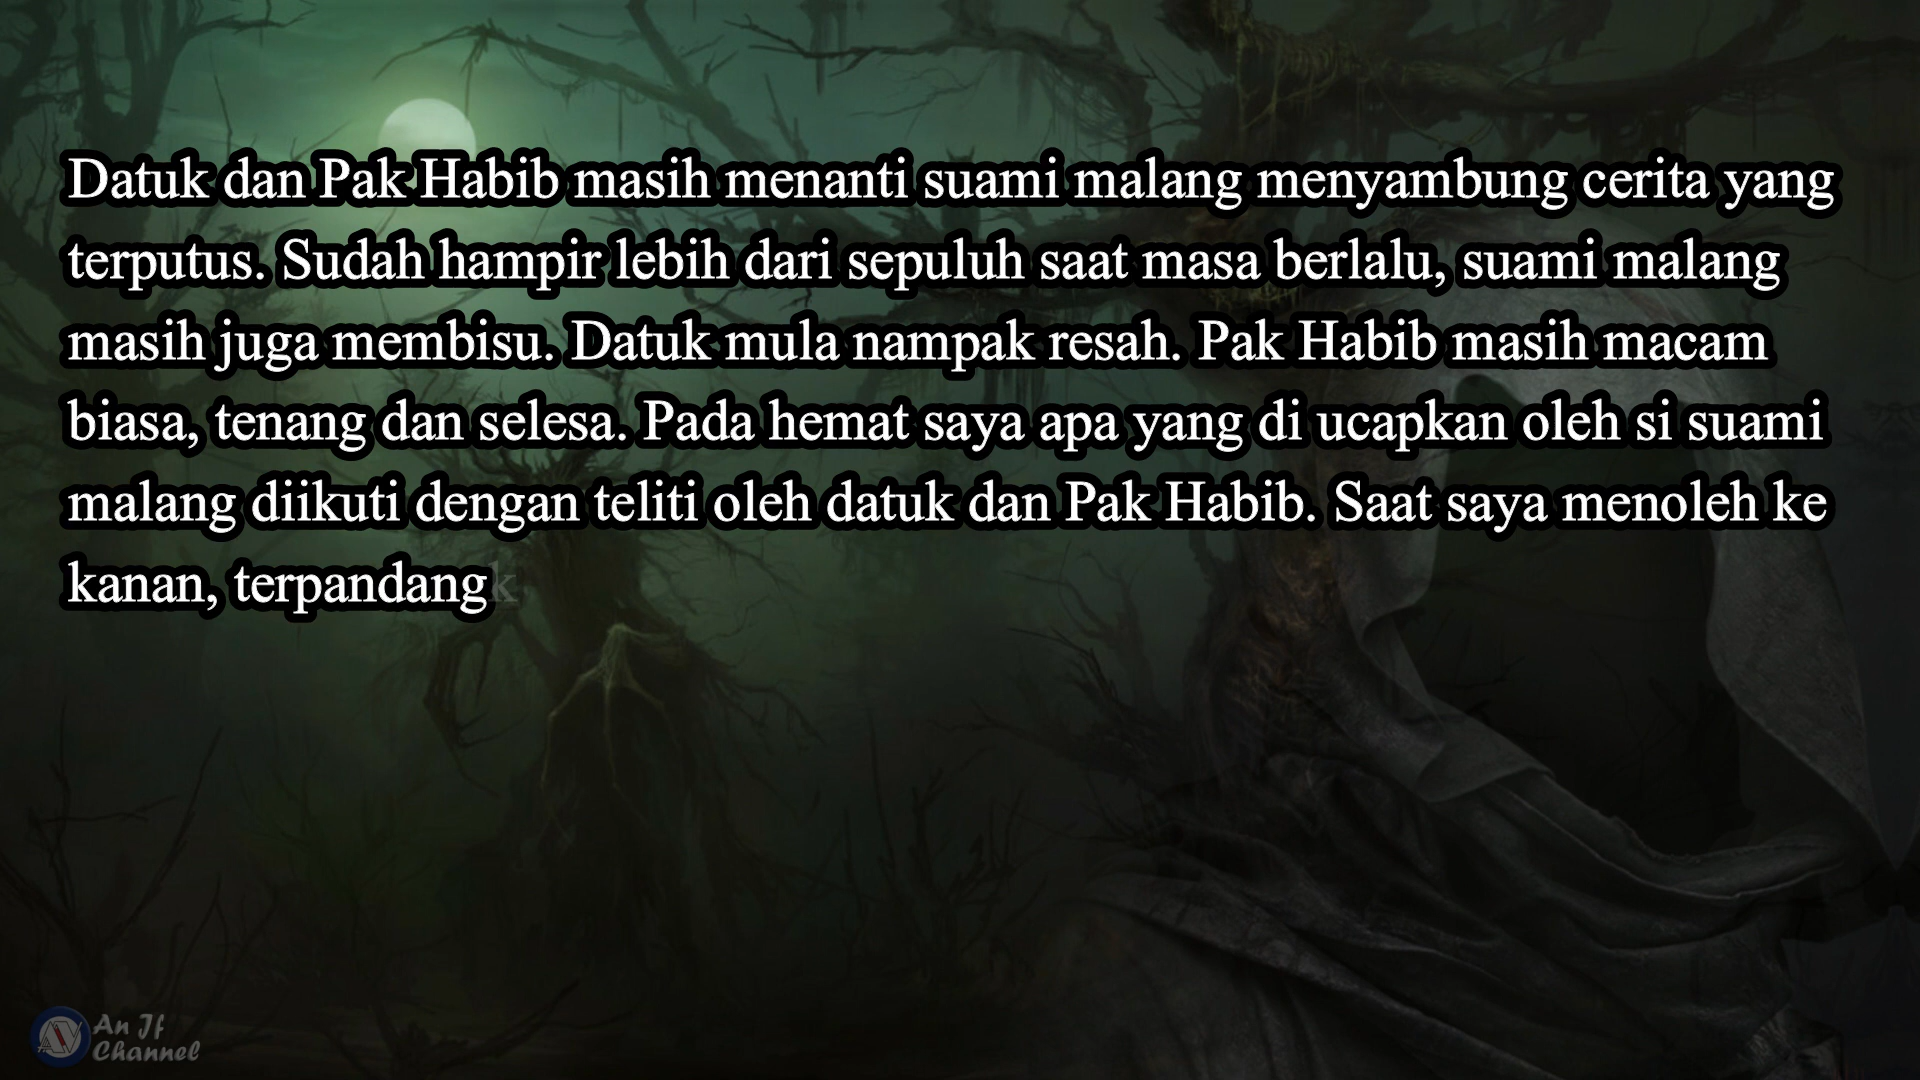 Datuk dan Pak Habib masih menanti suami malang menyambung cerita yang
terputus. Sudah hampir lebih dari sepuluh saat masa berlalu, suami malang
masih juga membisu. Datuk mula nampak resah. Pak Habib masih macam
biasa, tenang dan selesa. Pada hemat saya apa yang di ucapkan oleh si suami
malang diikuti dengan teliti oleh datuk dan Pak Habib. Saat saya menoleh ke
kanan, terpandangk
An If
Channel